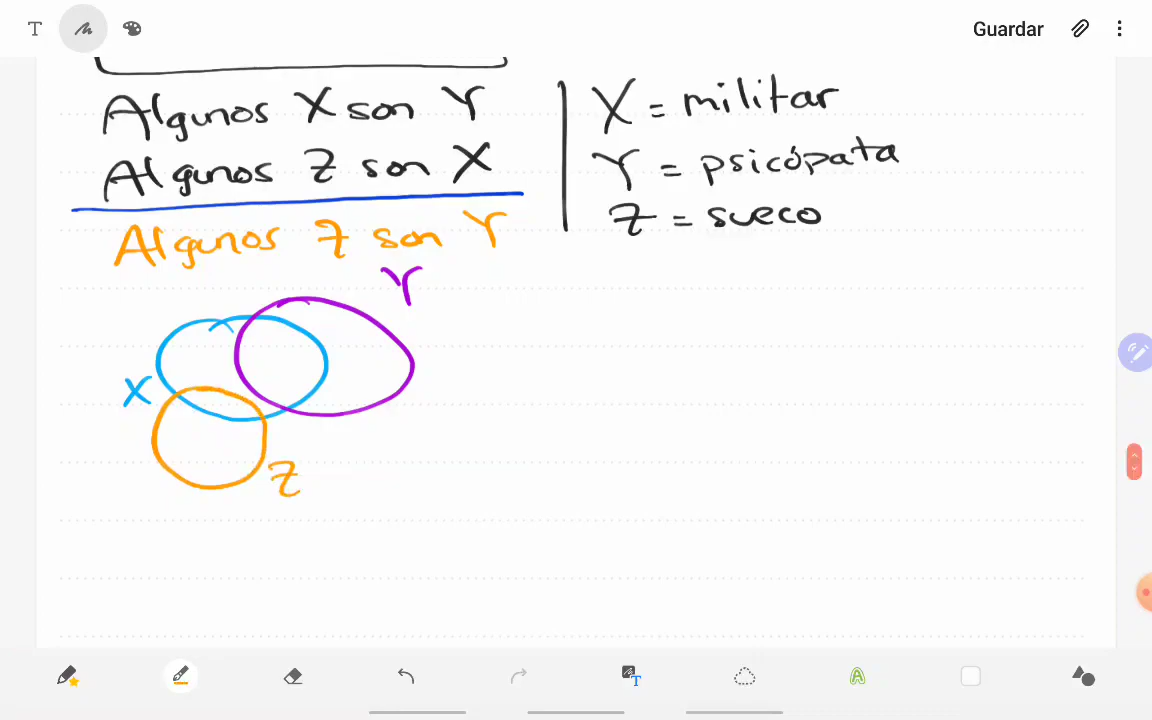 T Guardar
Algunos X son Y
Algunos Z son X
Algunos Z son Y
X = militar
Y = psicópata
Z = sueco
Y
X
Z